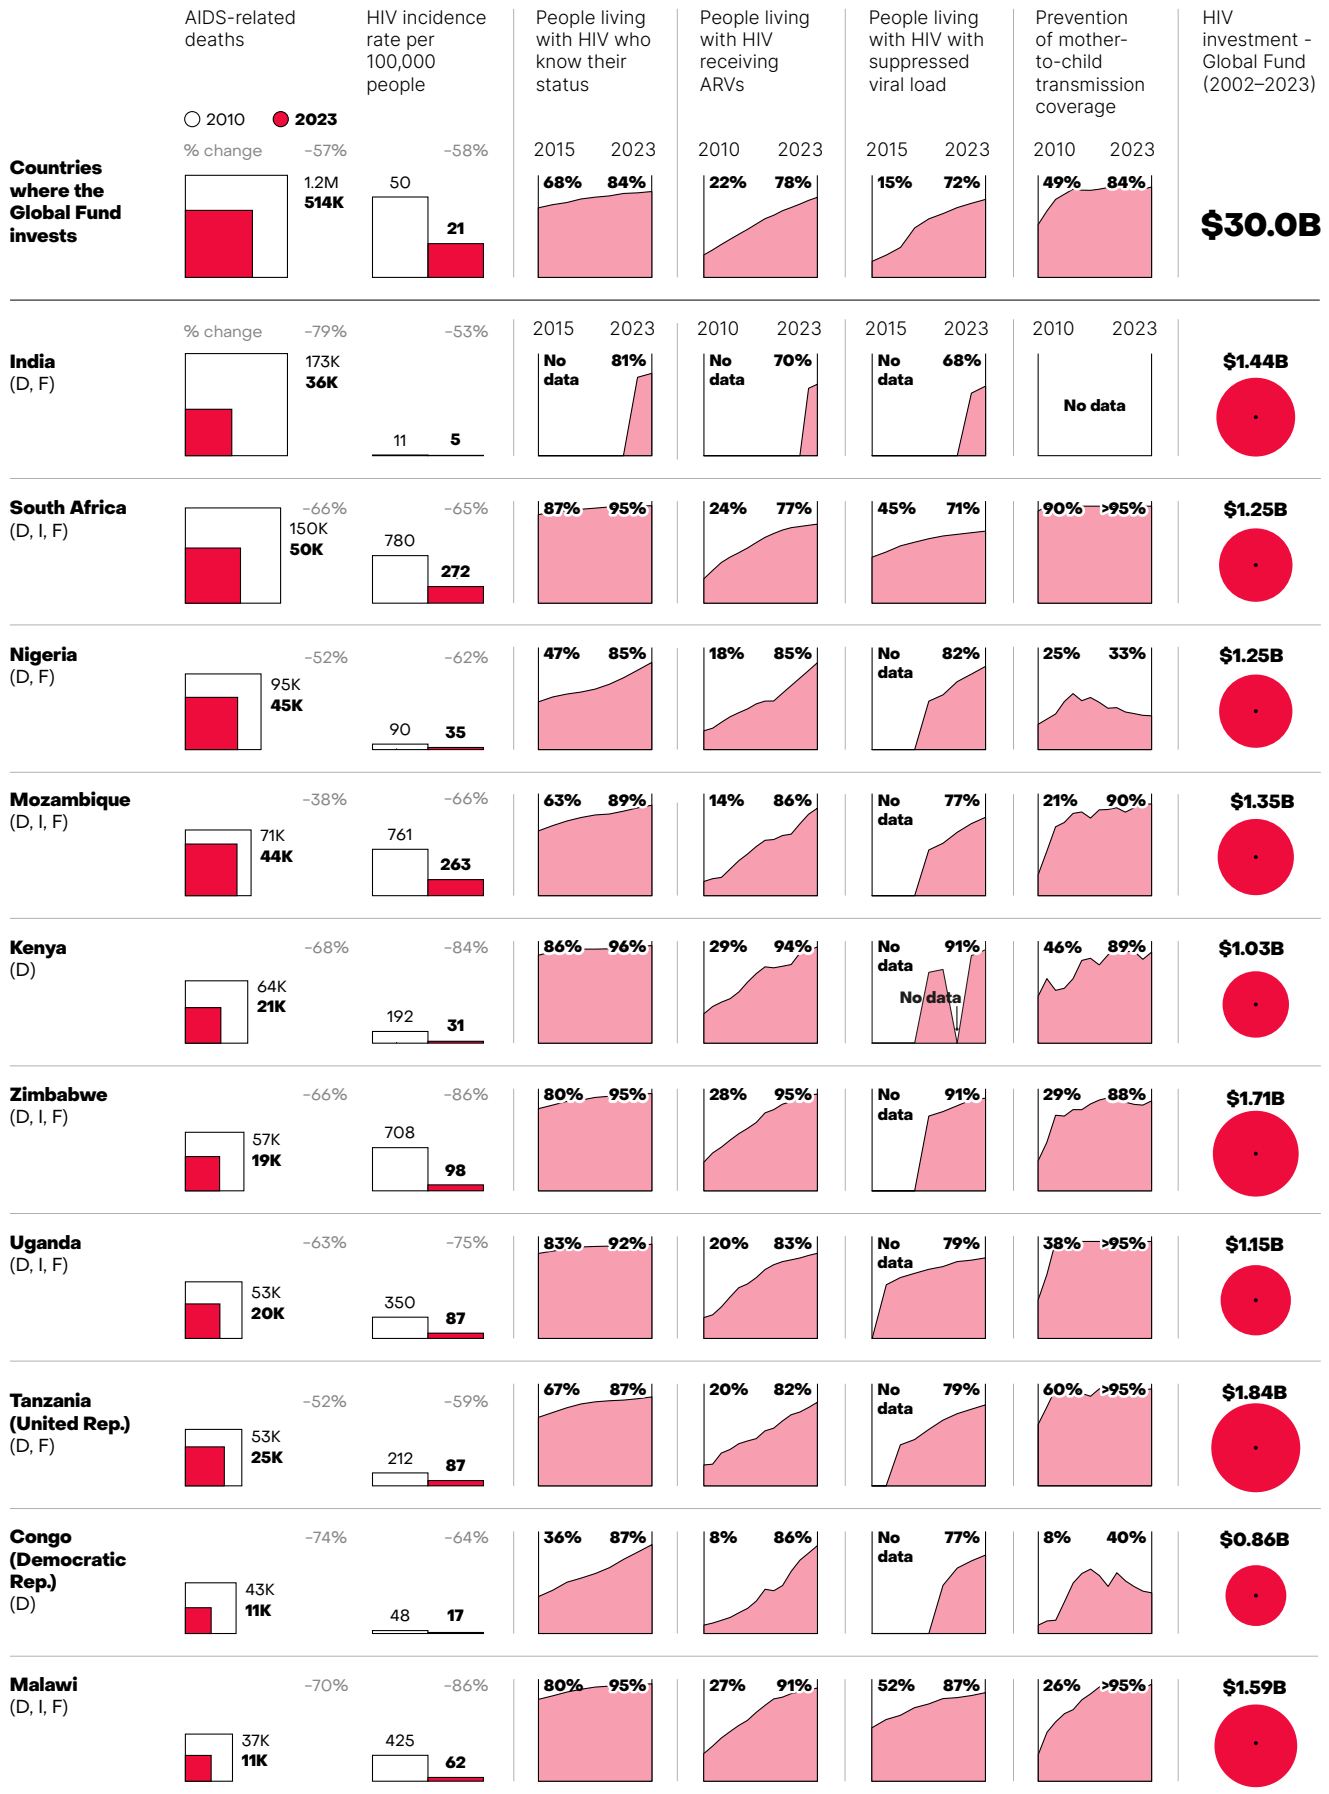 AIDS-related
deaths
HIV incidence
rate per
100,000
people
People living
with HIV who
know their
status
People living
with HIV
receiving
ARVs
People living
with HIV with
suppressed
viral load
Prevention
of mother-
to-child
transmission
coverage
HIV
investment -
Global Fund
(2002–2023)
2010 2023
% change -57% -58%
2015 2023 2010 2023 2015 2023 2010 2023
Countries
where the
Global Fund
invests
1.2M
514K
50
21
68% 84%
22% 78%
15% 72%
49% 84%
$30.0B
% change -79% -53%
2015 2023 2010 2023 2015 2023 2010 2023
India
(D, F)
173K
36K
11 5
No
data
81%
No
data
70%
No
data
68%
No data
$1.44B
South Africa
(D, I, F)
-66%
150K
50K
-65%
780
272
87% 95%
24% 77%
45% 71%
90% >95%
$1.25B
Nigeria
(D, F)
-52%
95K
45K
-62%
90
35
47% 85%
18% 85%
No
data
82%
25% 33%
$1.25B
Mozambique
(D, I, F)
-38%
71K
44K
-66%
761
263
63% 89%
14% 86%
No
data
77%
21% 90%
$1.35B
Kenya
(D)
-68%
64K
21K
-84%
192
31
86% 96%
29% 94%
No
data
91%
No data
46% 89%
$1.03B
Zimbabwe
(D, I, F)
-66%
57K
19K
-86%
708
98
80% 95%
28% 95%
No
data
91%
29% 88%
$1.71B
Uganda
(D, I, F)
-63%
53K
20K
-75%
350
87
83% 92%
20% 83%
No
data
79%
38% >95%
$1.15B
Tanzania
(United Rep.)
(D, F)
-52%
53K
25K
-59%
212
87
67% 87%
20% 82%
No
data
79%
60% >95%
$1.84B
Congo
(Democratic
Rep.)
(D)
-74%
43K
11K
-64%
48 17
36% 87%
8% 86%
No
data
77%
8% 40%
$0.86B
Malawi
(D, I, F)
-70%
37K
11K
-86%
425
62
80% 95%
27% 91%
52% 87%
26% >95%
$1.59B